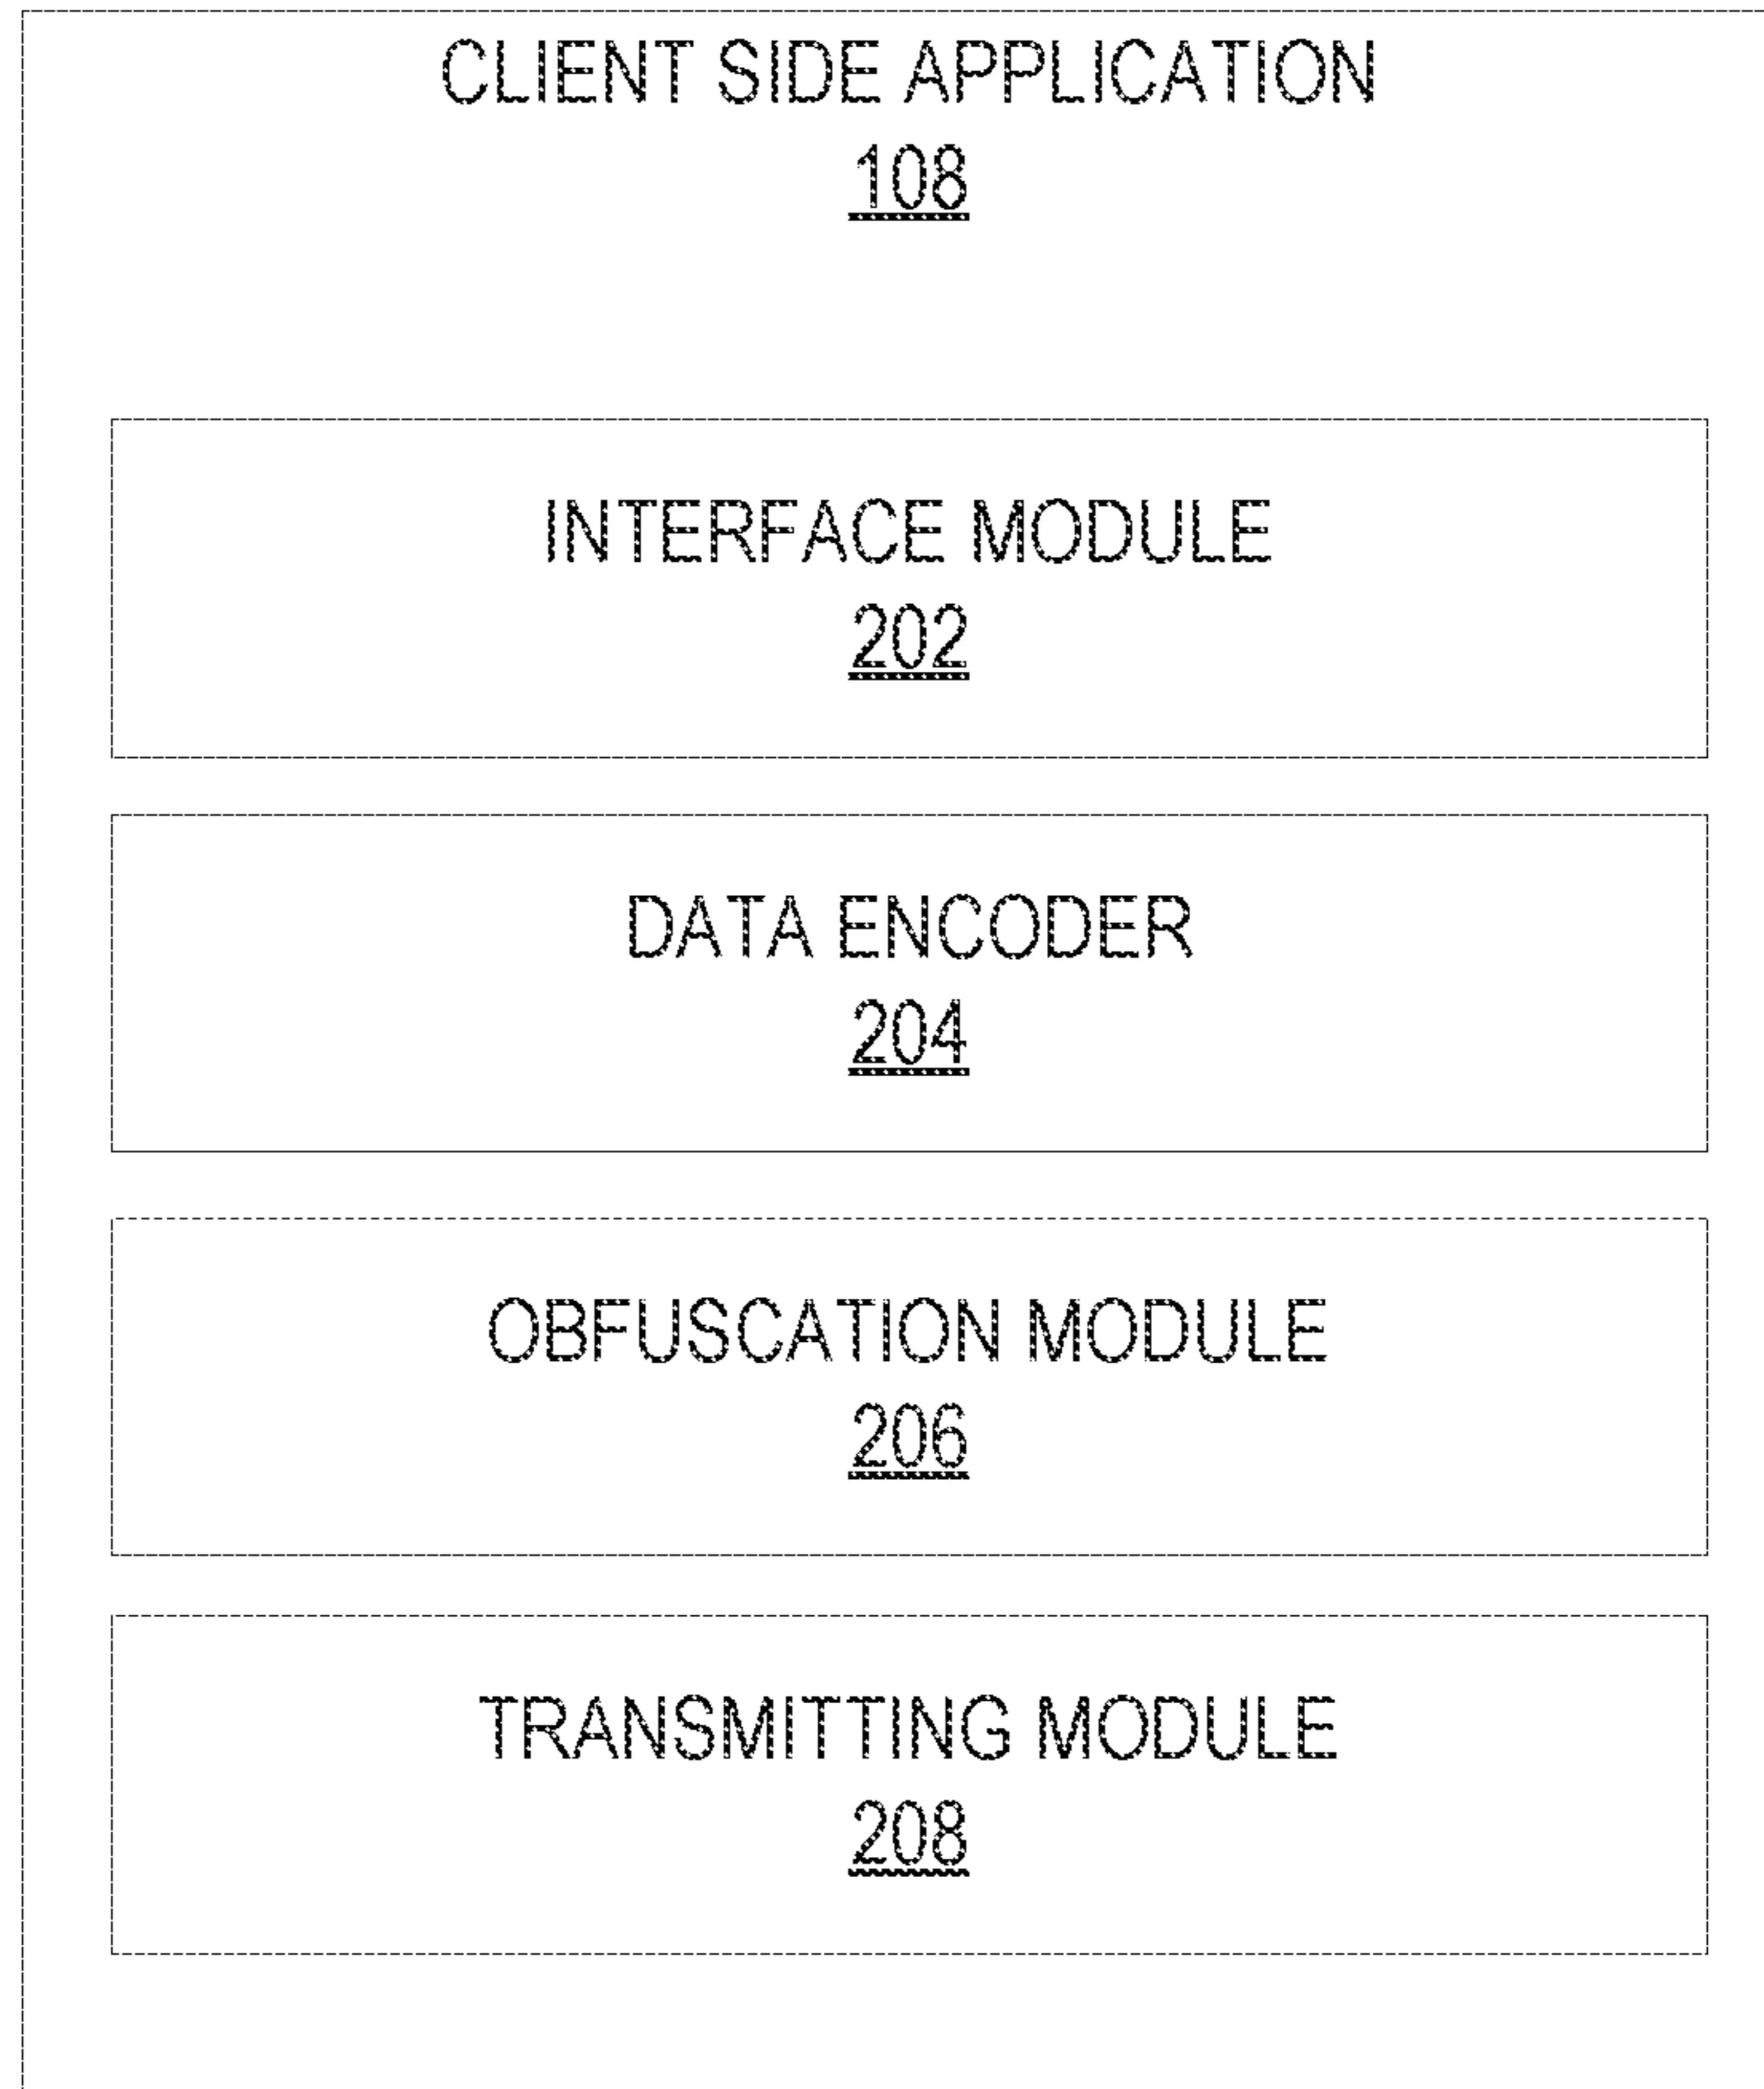 CLIENT SIDE APPLICATION
108
INTERFACE MODULE
202
DATA ENCODER
204
OBFUSCATION MODULE
206
TRANSMITTING MODULE
208